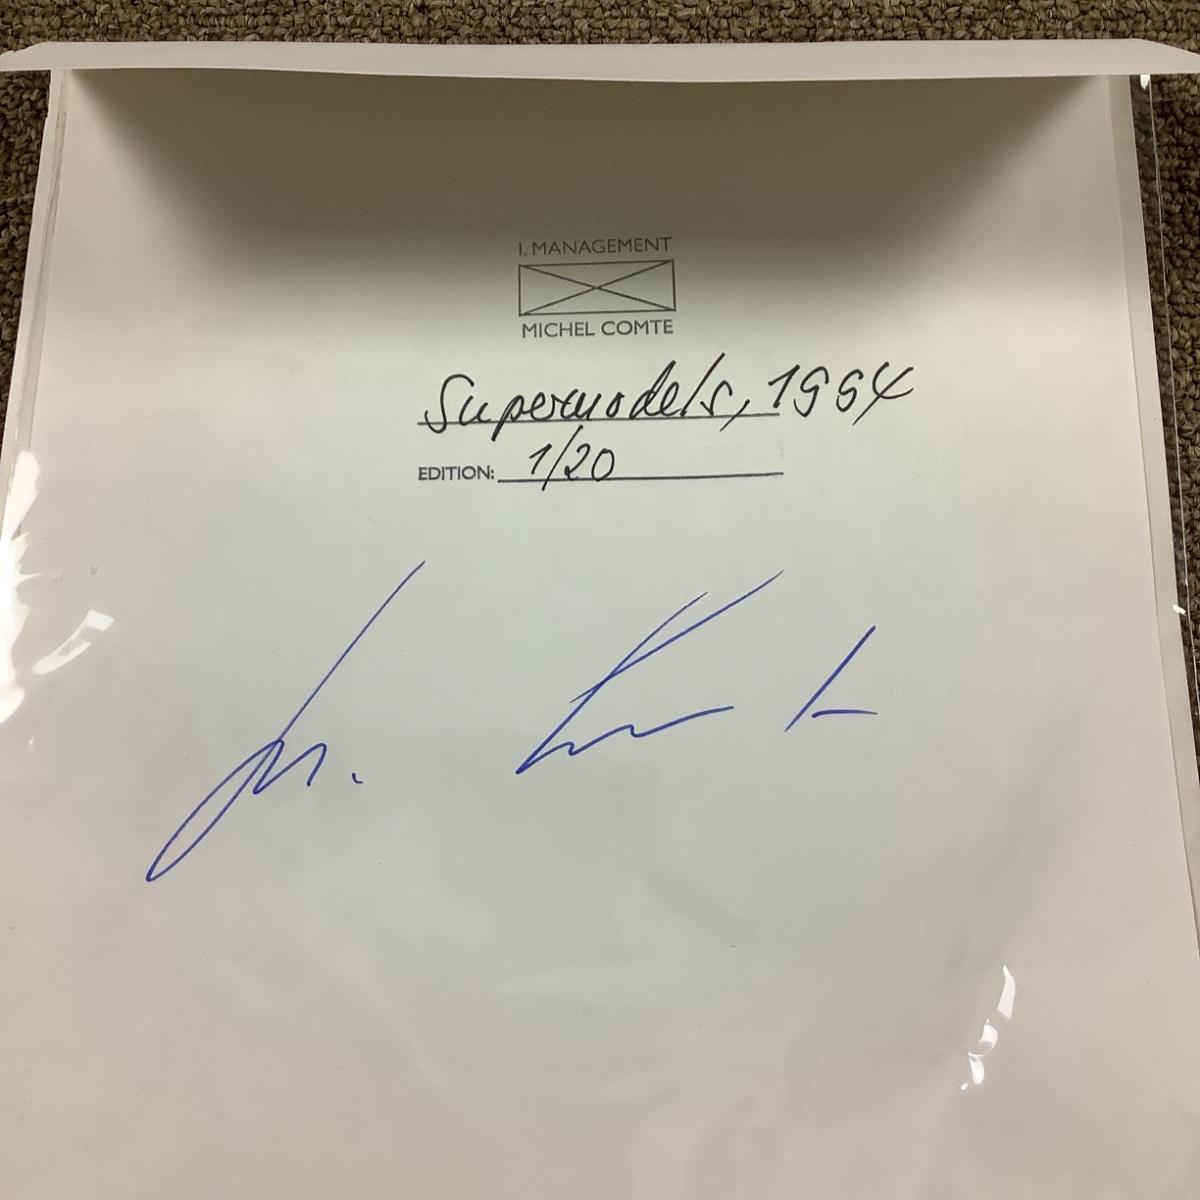 I. MANAGEMENT
MICHEL COMTE
Supermodels, 1994
EDITION: 1/20